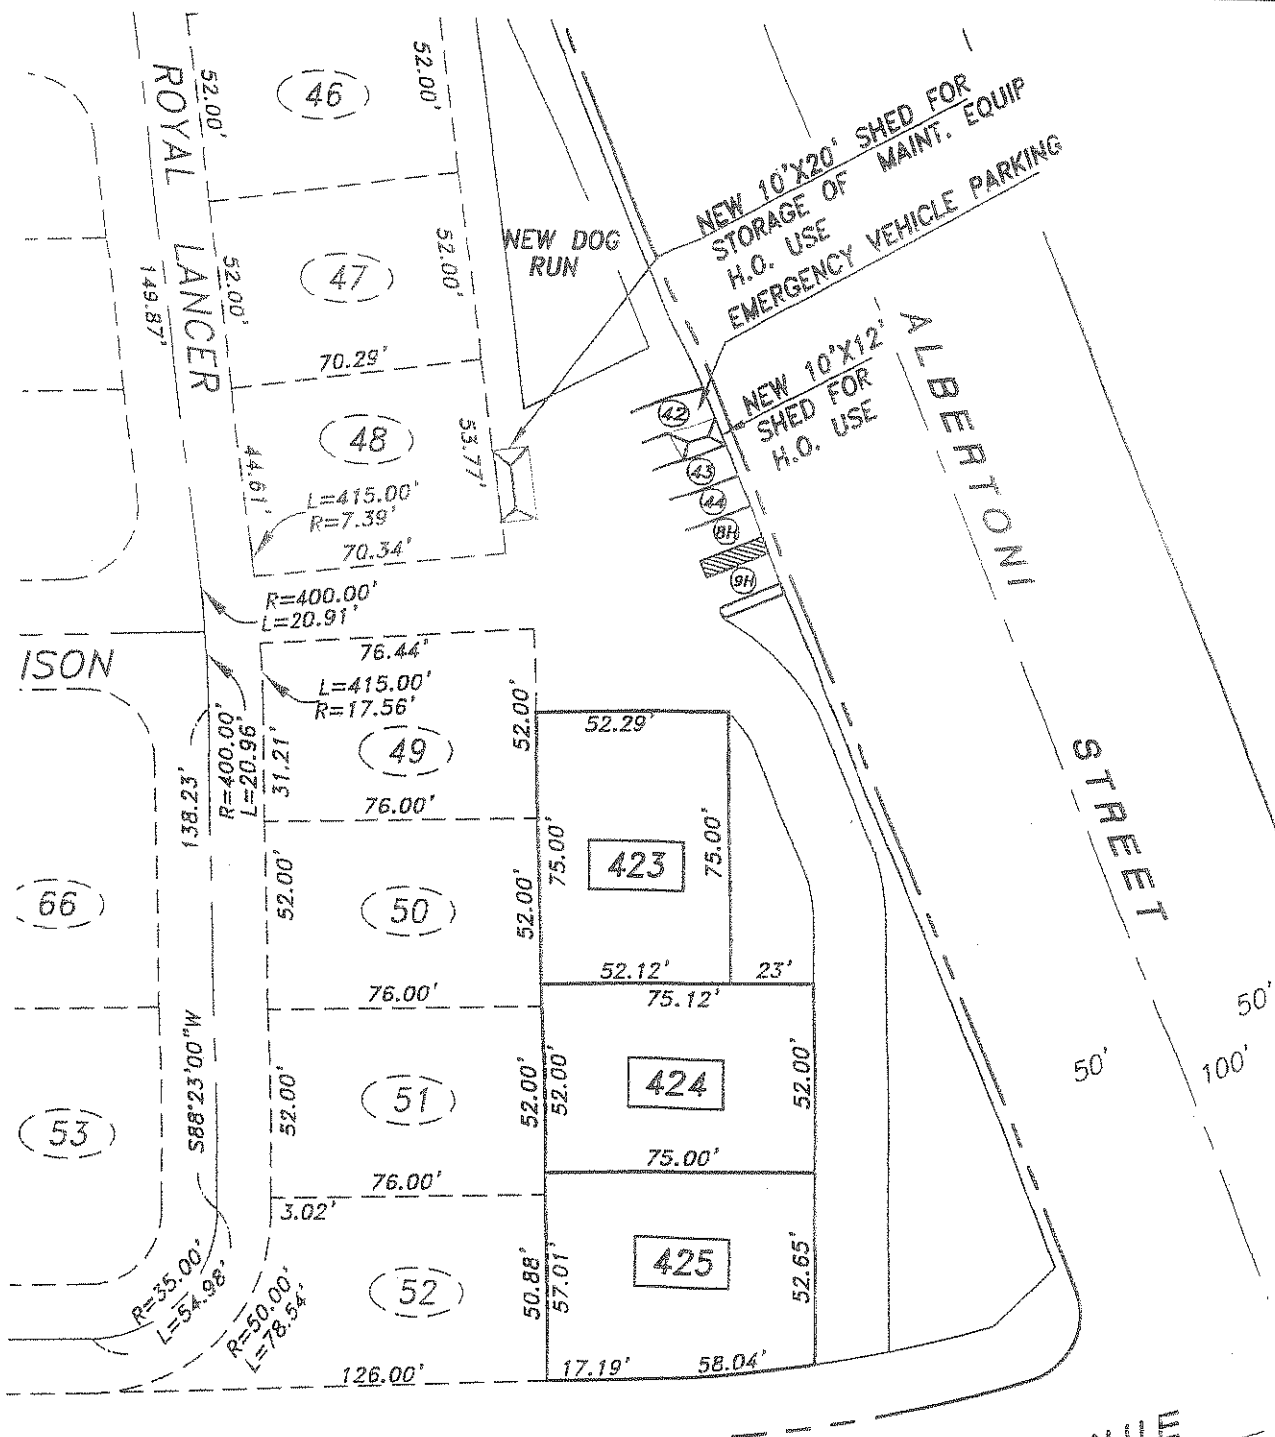 ROYAL LANCER
52.00'
46
52.00'
NEW 10'X20' SHED FOR
STORAGE OF MAINT. EQUIP
H.O. USE
EMERGENCY VEHICLE PARKING
149.87'
52.00'
47
52.00'
NEW DOG
RUN
70.29'
NEW 10'X12'
SHED FOR
H.O. USE
ALBERTONI STREET
42
43
44
8H
9H
44.61'
48
53.77'
L=415.00'
R=7.39'
70.34'
R=400.00'
L=20.91'
ISON
76.44'
L=415.00'
R=17.56'
138.23'
R=400.00'
L=20.96'
31.21'
49
52.00'
76.00'
52.29'
75.00'
423
75.00'
66
52.00'
50
52.00'
52.12'
23'
76.00'
75.12'
S88°23'00"W
53
52.00'
51
52.00'
52.00'
424
52.00'
50'
100'
50'
76.00'
75.00'
3.02'
R=35.00'
L=54.98'
R=50.00'
L=78.54'
52
50.88'
57.01'
425
52.65'
126.00'
17.19'
58.04'